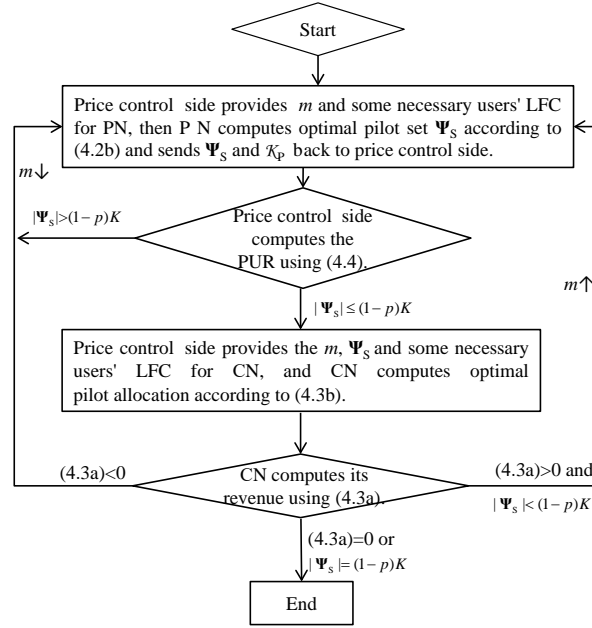 Start
Price control side provides m and some necessary users' LFC
for PN, then P N computes optimal pilot set Ψ_S according to
(4.2b) and sends Ψ_S and 𝒦_P back to price control side.
m↓
|Ψ_S|>(1−p)K
Price control side
computes the
PUR using (4.4).
m↑
|Ψ_S|≤(1−p)K
Price control side provides the m, Ψ_S and some necessary
users' LFC for CN, and CN computes optimal
pilot allocation according to (4.3b).
(4.3a)<0
CN computes its
revenue using (4.3a).
(4.3a)>0 and
|Ψ_S|<(1−p)K
(4.3a)=0 or
|Ψ_S|=(1−p)K
End